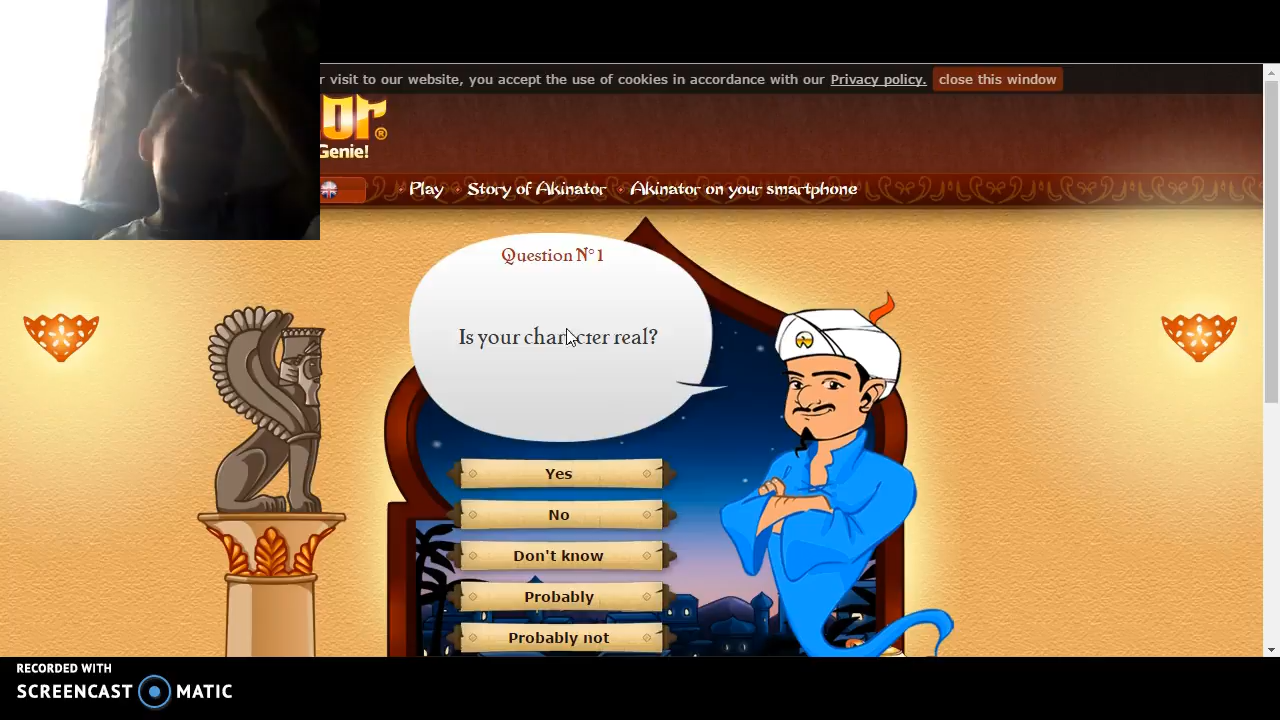 r visit to our website, you accept the use of cookies in accordance with our Privacy policy. close this window
or®
Genie!
Play Story of Akinator Akinator on your smartphone
Question N°1
Is your character real?
Yes
No
Don't know
Probably
Probably not
RECORDED WITH
SCREENCAST MATIC